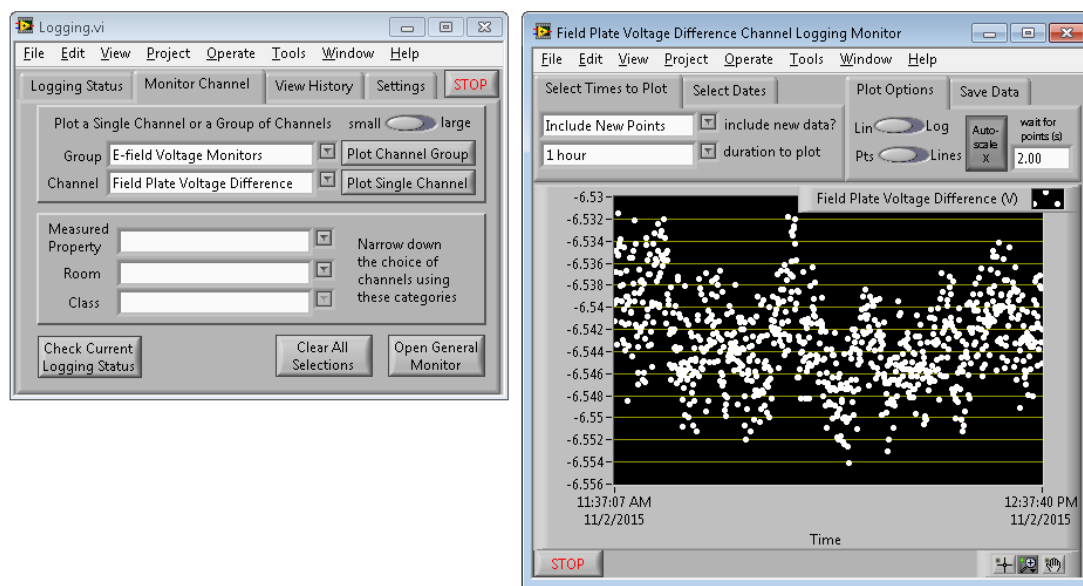 Logging.vi
File Edit View Project Operate Tools Window Help
Logging Status Monitor Channel View History Settings STOP
Plot a Single Channel or a Group of Channels small large
Group E-field Voltage Monitors Plot Channel Group
Channel Field Plate Voltage Difference Plot Single Channel
Measured
Property
Room
Class
Narrow down
the choice of
channels using
these categories
Check Current
Logging Status
Clear All
Selections
Open General
Monitor
Field Plate Voltage Difference Channel Logging Monitor
File Edit View Project Operate Tools Window Help
Select Times to Plot Select Dates
Include New Points include new data?
1 hour duration to plot
Plot Options Save Data
Lin Log
Pts Lines
Auto-
scale
X
wait for
points (s)
2.00
Field Plate Voltage Difference (V)
-6.53
-6.532
-6.534
-6.536
-6.538
-6.54
-6.542
-6.544
-6.546
-6.548
-6.55
-6.552
-6.554
-6.556
11:37:07 AM
11/2/2015
12:37:40 PM
11/2/2015
Time
STOP